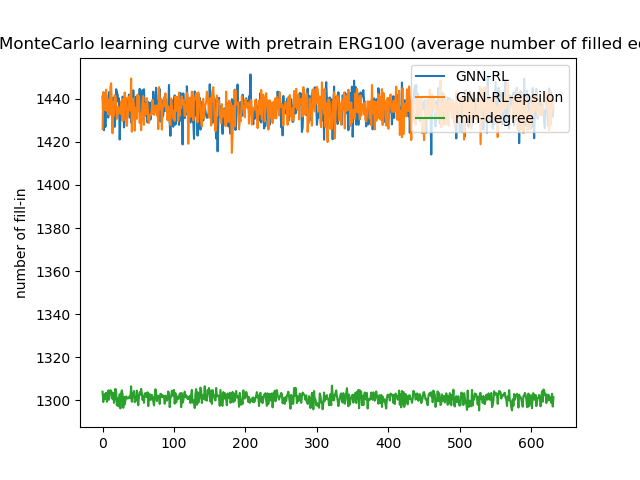 MonteCarlo learning curve with pretrain ERG100 (average number of filled
GNN-RL
GNN-RL-epsilon
min-degree
number of fill-in
1440
1420
1400
1380
1360
1340
1320
1300
0 100 200 300 400 500 600